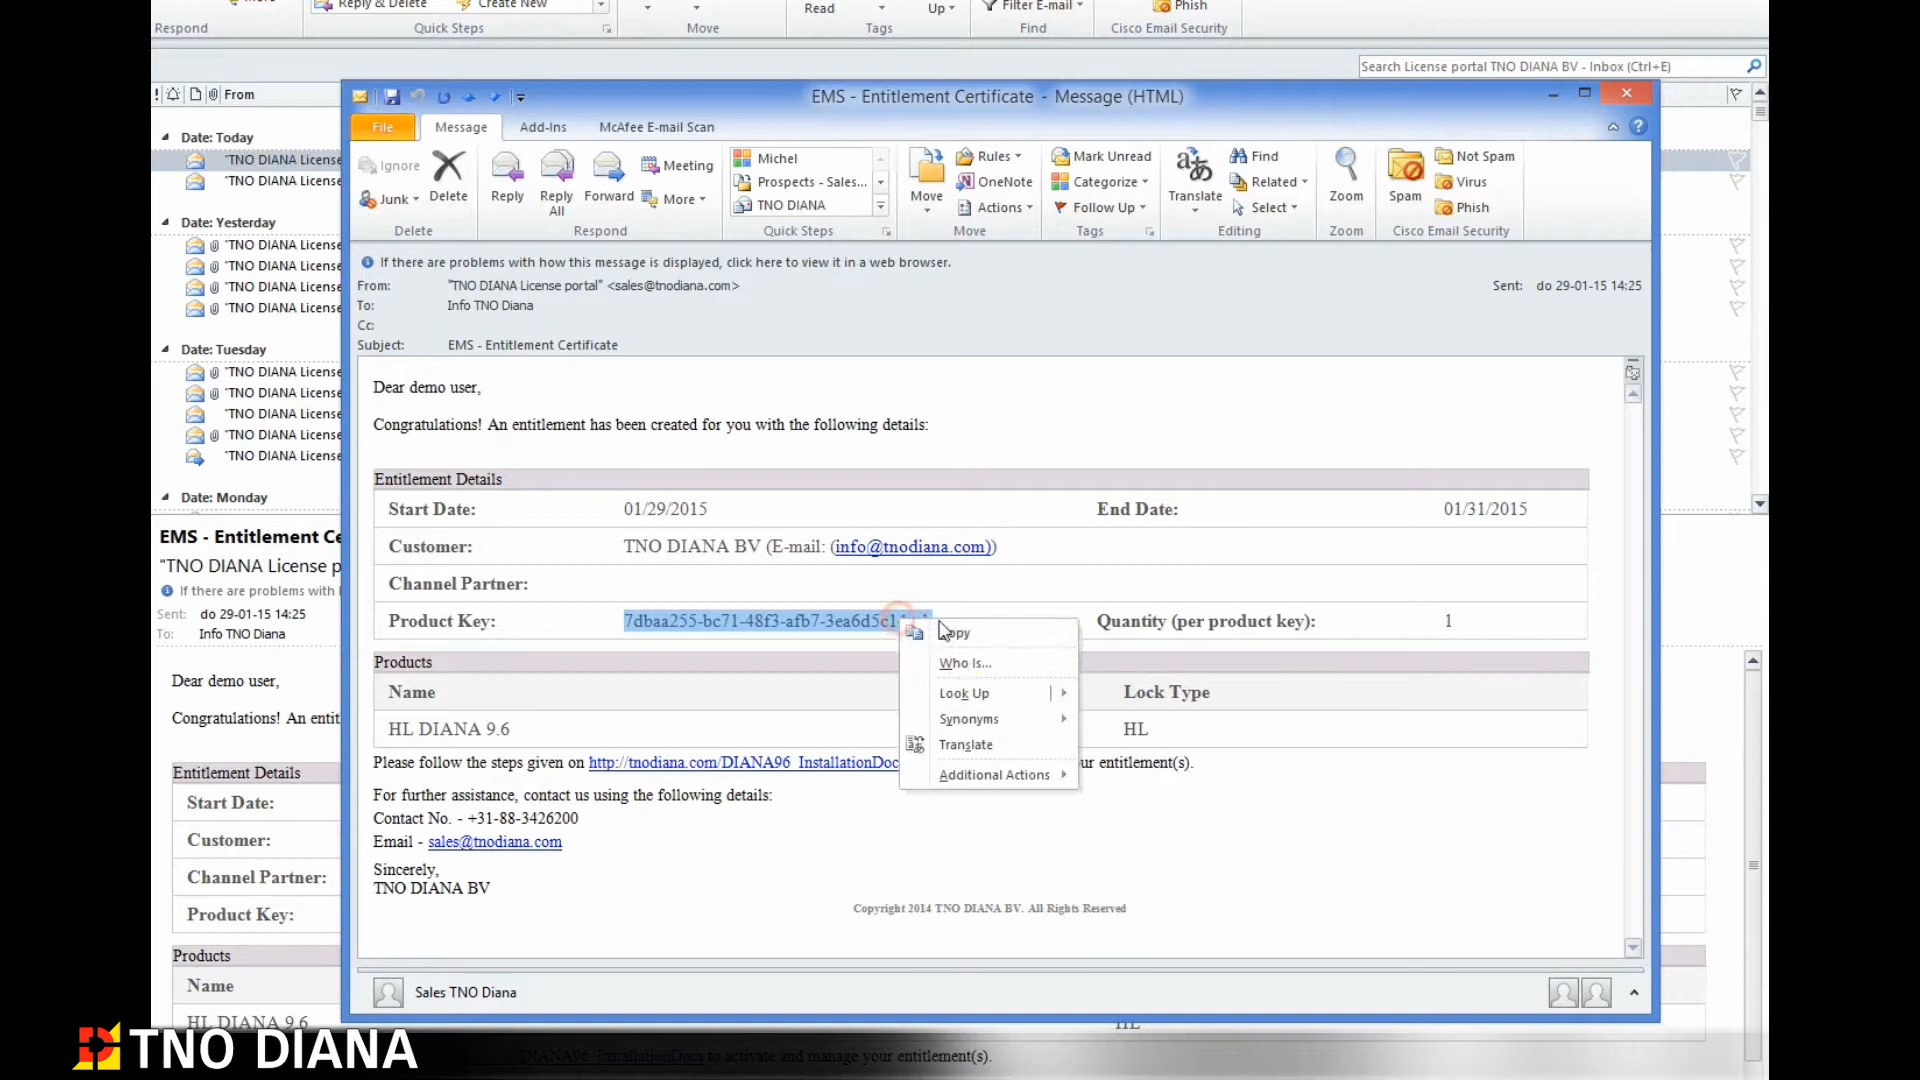 Reply & Delete
Create New
Read
Up
Filter E-mail
Phish
Respond
Quick Steps
Move
Tags
Find
Cisco Email Security
Search License portal TNO DIANA BV - Inbox (Ctrl+E)
! From
Date: Today
"TNO DIANA License
"TNO DIANA License
Date: Yesterday
"TNO DIANA License
"TNO DIANA License
"TNO DIANA License
"TNO DIANA License
Date: Tuesday
"TNO DIANA License
"TNO DIANA License
"TNO DIANA License
"TNO DIANA License
"TNO DIANA License
Date: Monday
EMS - Entitlement Ce
"TNO DIANA License p
If there are problems with
Sent: do 29-01-15 14:25
To: Info TNO Diana
Dear demo user,
Congratulations! An entit
Entitlement Details
Start Date:
Customer:
Channel Partner:
Product Key:
Products
Name
HL DIANA 9.6
HL
DIANA96_InstallationDocs to activate and manage your entitlement(s).
EMS - Entitlement Certificate - Message (HTML)
File
Message
Add-Ins
McAfee E-mail Scan
Ignore
Junk
Delete
Delete
Reply
Reply All
Forward
Meeting
More
Respond
Michel
Prospects - Sales...
TNO DIANA
Quick Steps
Move
Rules
OneNote
Actions
Move
Mark Unread
Categorize
Follow Up
Tags
Translate
Find
Related
Select
Editing
Zoom
Zoom
Spam
Not Spam
Virus
Phish
Cisco Email Security
If there are problems with how this message is displayed, click here to view it in a web browser.
From: "TNO DIANA License portal" <sales@tnodiana.com>
Sent: do 29-01-15 14:25
To: Info TNO Diana
Cc:
Subject: EMS - Entitlement Certificate
Dear demo user,
Congratulations! An entitlement has been created for you with the following details:
Entitlement Details
Start Date: 01/29/2015 End Date: 01/31/2015
Customer: TNO DIANA BV (E-mail: (info@tnodiana.com))
Channel Partner:
Product Key: 7dbaa255-bc71-48f3-afb7-3ea6d5c1 Quantity (per product key): 1
Products
Name Lock Type
HL DIANA 9.6 HL
Please follow the steps given on http://tnodiana.com/DIANA96_InstallationDoc ur entitlement(s).
For further assistance, contact us using the following details:
Contact No. - +31-88-3426200
Email - sales@tnodiana.com
Sincerely,
TNO DIANA BV
Copyright 2014 TNO DIANA BV. All Rights Reserved
Sales TNO Diana
opy
Who Is...
Look Up
Synonyms
Translate
Additional Actions
TNO DIANA